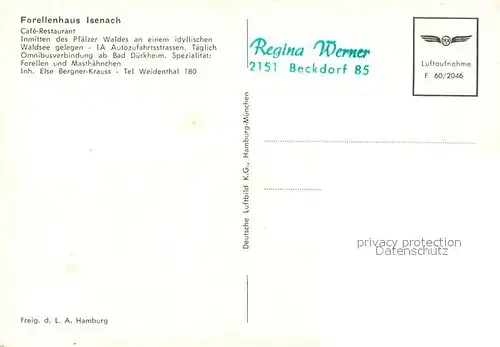 Forellenhaus Isenach
Café-Restaurant
Inmitten des Pfälzer Waldes an einem idyllischen
Waldsee gelegen - 1A Autozufahrtsstrassen. Täglich
Omnibusverbindung ab Bad Dürkheim. Spezialität:
Forellen und Masthähnchen
Inh. Else Bergner-Krauss - Tel Weidenthal 180
Freig. d. L. A. Hamburg
Deutsche Luftbild K.G., Hamburg-München
Regina Werner
2151 Beckdorf 85
Luftaufnahme
F 60/2046
privacy protection